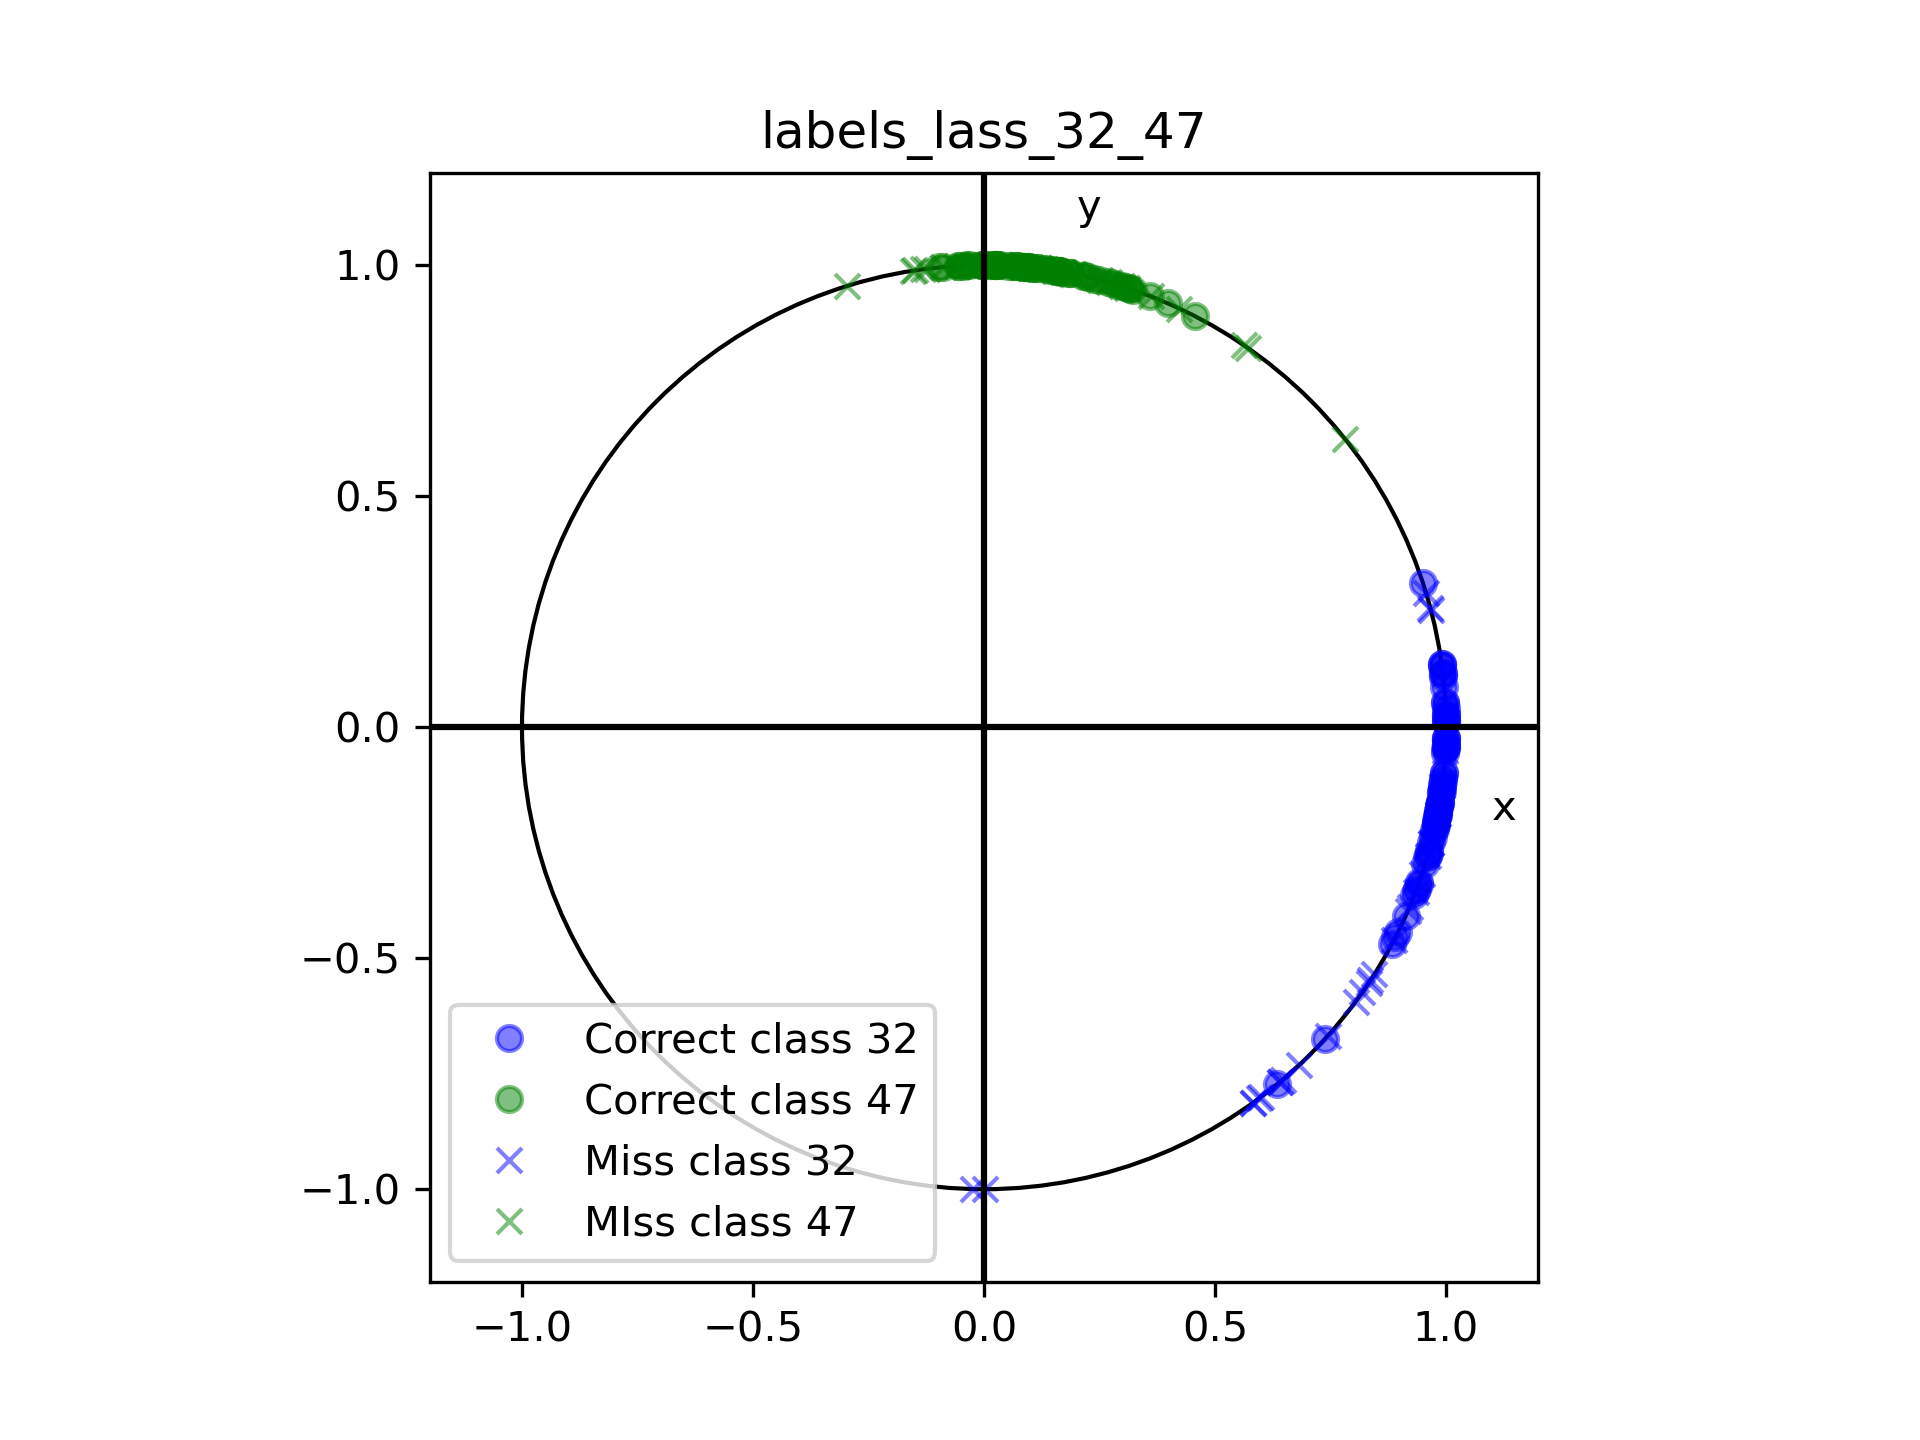 labels_lass_32_47
y
1.0
0.5
0.0
x
−0.5
−1.0
Correct class 32
Correct class 47
Miss class 32
MIss class 47
−1.0 −0.5 0.0 0.5 1.0